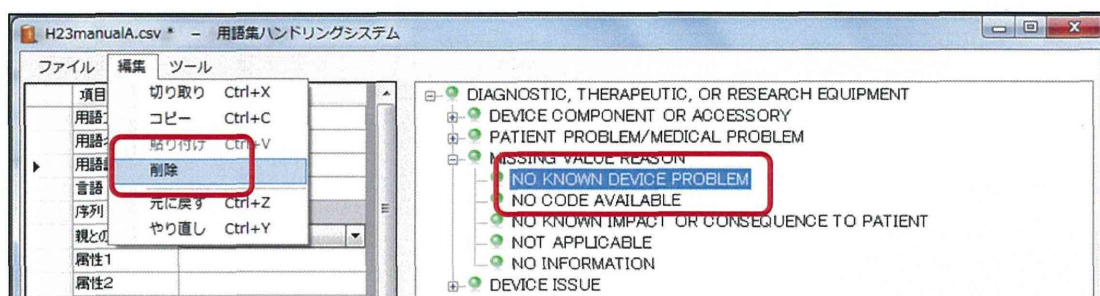 H23manualA.csv * – 用語集ハンドリングシステム
ファイル 編集 ツール
項目
用語
用語
用語
言語
序列
親との
属性1
属性2
切り取り Ctrl+X
コピー Ctrl+C
貼り付け Ctrl+V
削除
元に戻す Ctrl+Z
やり直し Ctrl+Y
DIAGNOSTIC, THERAPEUTIC, OR RESEARCH EQUIPMENT
DEVICE COMPONENT OR ACCESSORY
PATIENT PROBLEM/MEDICAL PROBLEM
MISSING VALUE REASON
NO KNOWN DEVICE PROBLEM
NO CODE AVAILABLE
NO KNOWN IMPACT OR CONSEQUENCE TO PATIENT
NOT APPLICABLE
NO INFORMATION
DEVICE ISSUE